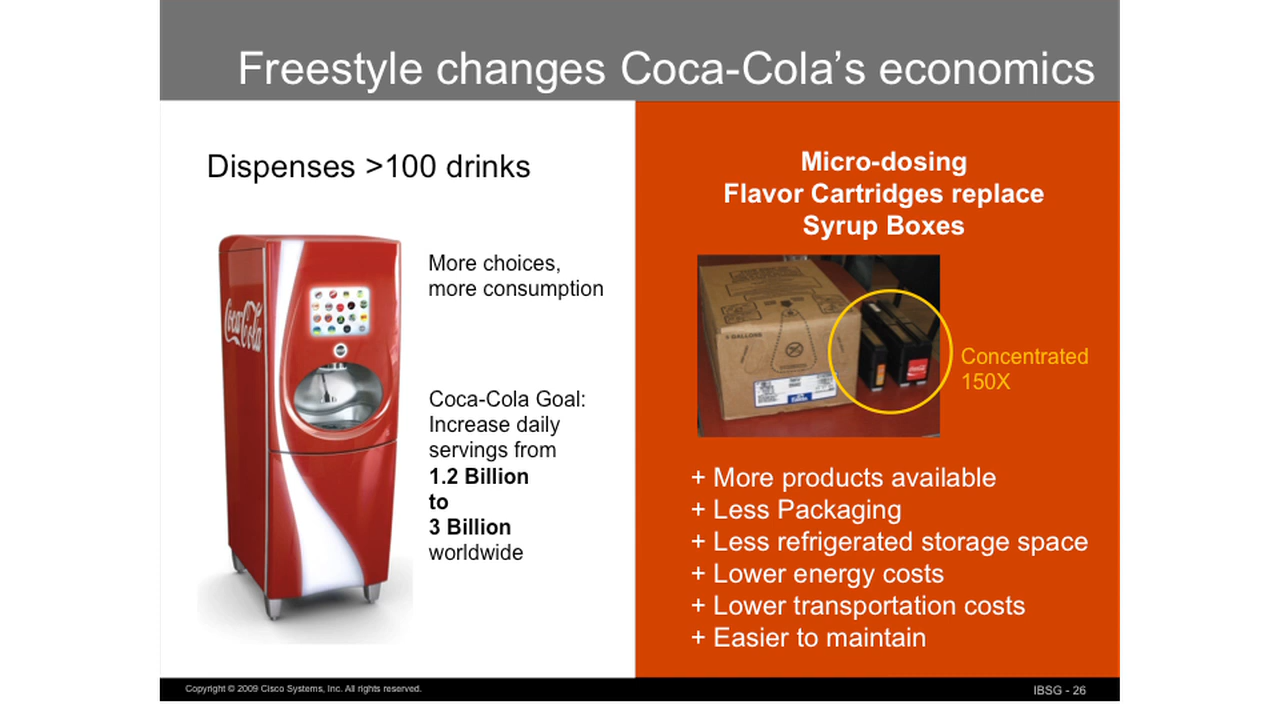 Freestyle changes Coca-Cola’s economics
Dispenses >100 drinks
More choices,
more consumption
Coca-Cola
Coca-Cola Goal:
Increase daily
servings from
1.2 Billion
to
3 Billion
worldwide
Micro-dosing
Flavor Cartridges replace
Syrup Boxes
5 GALLONS
Concentrated
150X
+ More products available
+ Less Packaging
+ Less refrigerated storage space
+ Lower energy costs
+ Lower transportation costs
+ Easier to maintain
Copyright © 2009 Cisco Systems, Inc. All rights reserved.
IBSG - 26